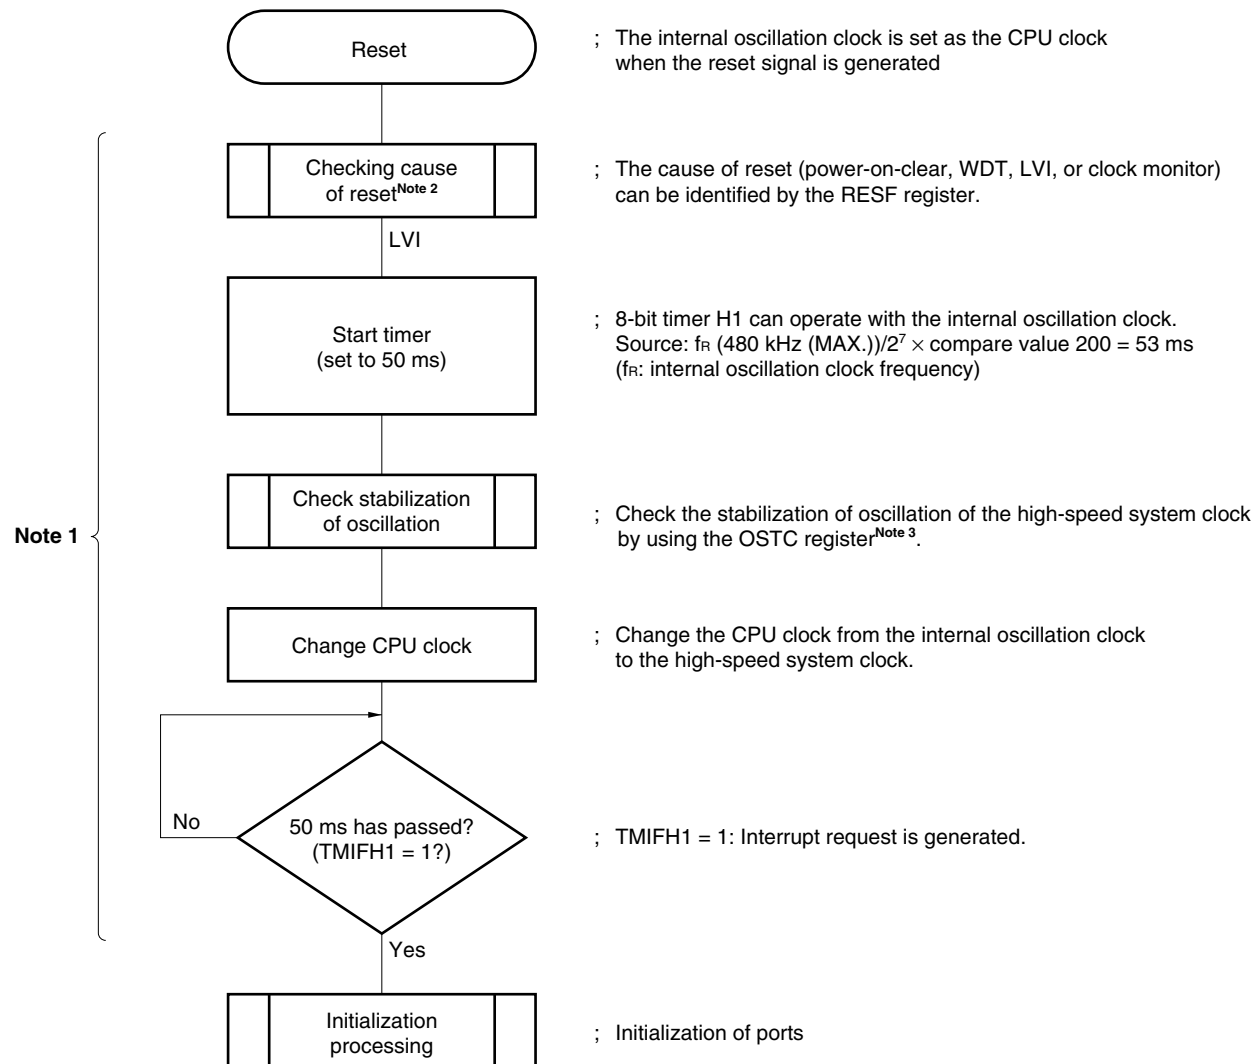 Reset
; The internal oscillation clock is set as the CPU clock
when the reset signal is generated
Note 1
Checking cause
of resetNote 2
; The cause of reset (power-on-clear, WDT, LVI, or clock monitor)
can be identified by the RESF register.
LVI
Start timer
(set to 50 ms)
; 8-bit timer H1 can operate with the internal oscillation clock.
Source: fR (480 kHz (MAX.))/2⁷ × compare value 200 = 53 ms
(fR: internal oscillation clock frequency)
Check stabilization
of oscillation
; Check the stabilization of oscillation of the high-speed system clock
by using the OSTC registerNote 3.
Change CPU clock
; Change the CPU clock from the internal oscillation clock
to the high-speed system clock.
No
50 ms has passed?
(TMIFH1 = 1?)
; TMIFH1 = 1: Interrupt request is generated.
Yes
Initialization
processing
; Initialization of ports